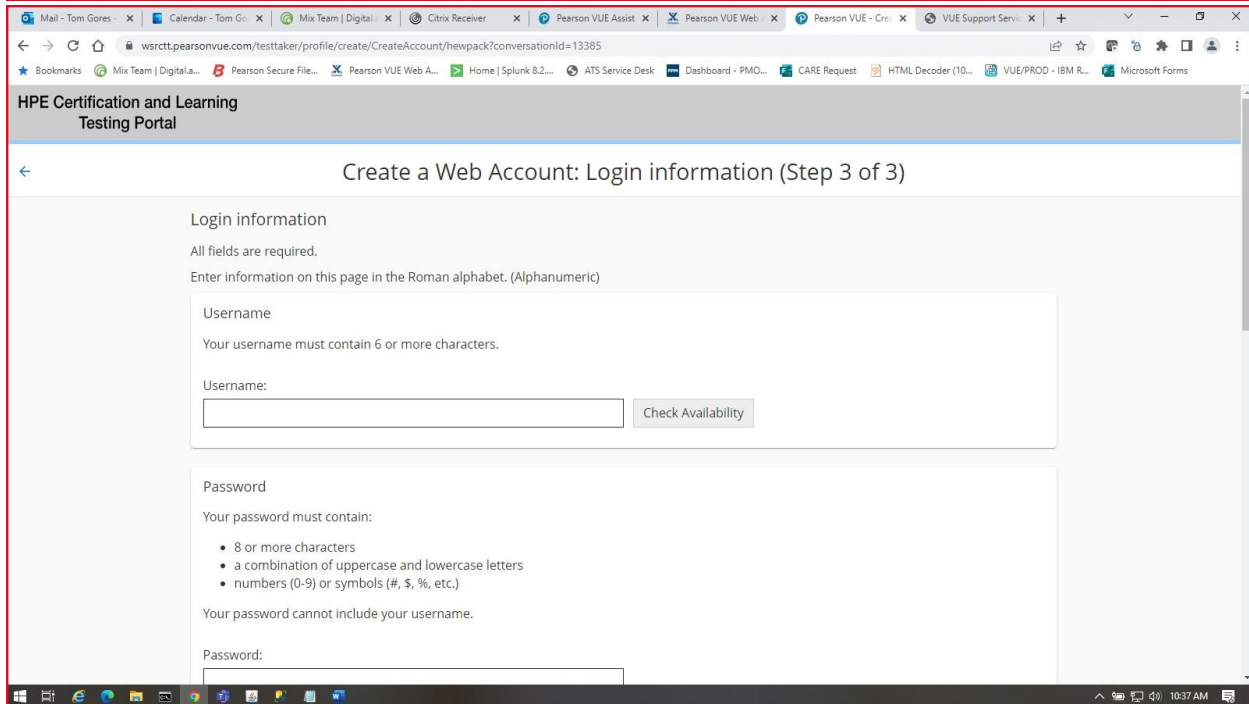 Mail - Tom Gores - Calendar - Tom Go Mix Team | Digital. Citrix Receiver Pearson VUE Assist Pearson VUE Web Pearson VUE - Cre VUE Support Servic
wsrctt.pearsonvue.com/testtaker/profile/create/CreateAccount/hewpack?conversationId=13385
Bookmarks Mix Team | Digital.a... Pearson Secure File... Pearson VUE Web A... Home | Splunk 8.2.... ATS Service Desk Dashboard - PMO... CARE Request HTML Decoder (10... VUE/PROD - IBM R... Microsoft Forms
HPE Certification and Learning
Testing Portal
Create a Web Account: Login information (Step 3 of 3)
Login information
All fields are required.
Enter information on this page in the Roman alphabet. (Alphanumeric)
Username
Your username must contain 6 or more characters.
Username:
Check Availability
Password
Your password must contain:
• 8 or more characters
• a combination of uppercase and lowercase letters
• numbers (0-9) or symbols (#, $, %, etc.)
Your password cannot include your username.
Password:
10:37 AM